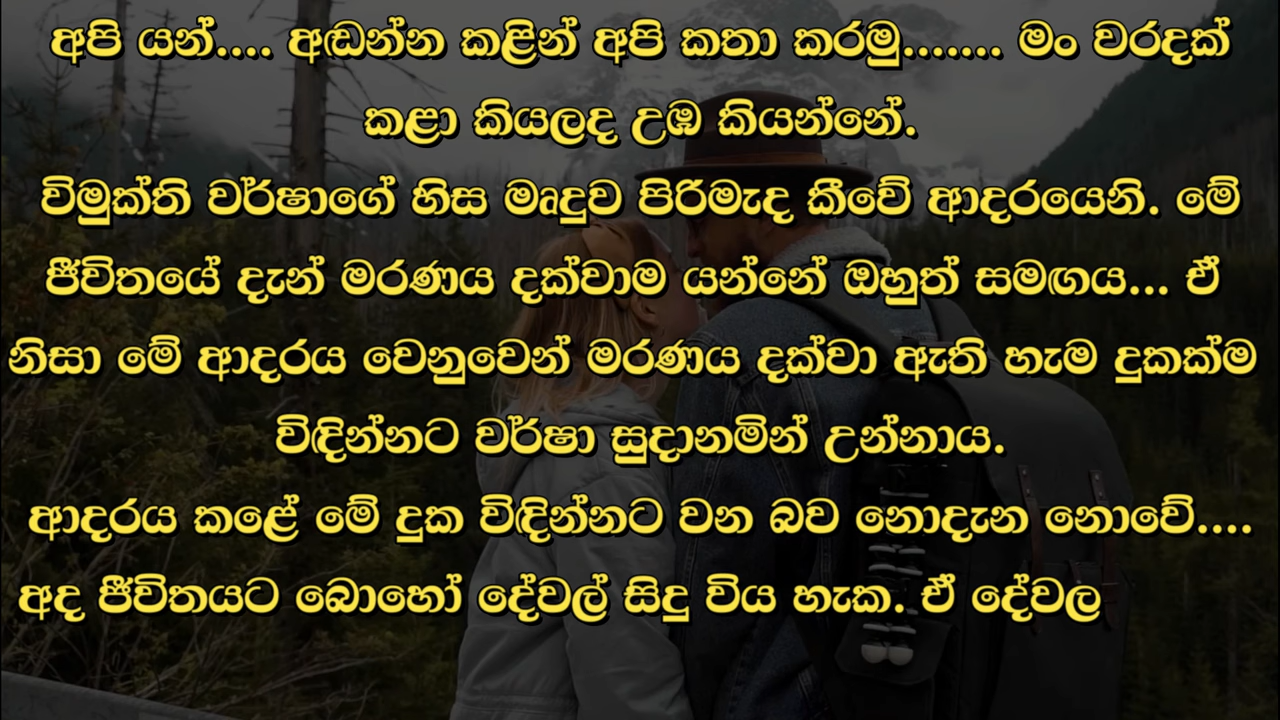 අපි යන්.... අඬන්න කළින් අපි කතා කරමු....... මං වරදක්
කළා කියලද උඹ කියන්නේ.
විමුක්ති වර්ෂාගේ හිස මෘදුව පිරිමැද කීවේ ආදරයෙනි. මේ
ජීවිතයේ දැන් මරණය දක්වාම යන්නේ ඔහුත් සමඟය... ඒ
නිසා මේ ආදරය වෙනුවෙන් මරණය දක්වා ඇති හැම දුකක්ම
විඳින්නට වර්ෂා සුදානමින් උන්නාය.
ආදරය කළේ මේ දුක විඳින්නට වන බව නොදැන නොවේ....
අද ජීවිතයට බොහෝ දේවල් සිදු විය හැක. ඒ දේවල